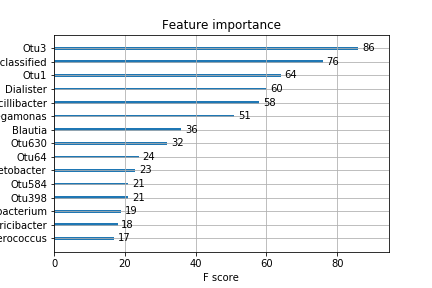 Feature importance
Otu3 86
classified 76
Otu1 64
Dialister 60
cillibacter 58
gamonas 51
Blautia 36
Otu630 32
Otu64 24
etobacter 23
Otu584 21
Otu398 21
bacterium 19
ricibacter 18
erococcus 17
0 20 40 60 80
F score